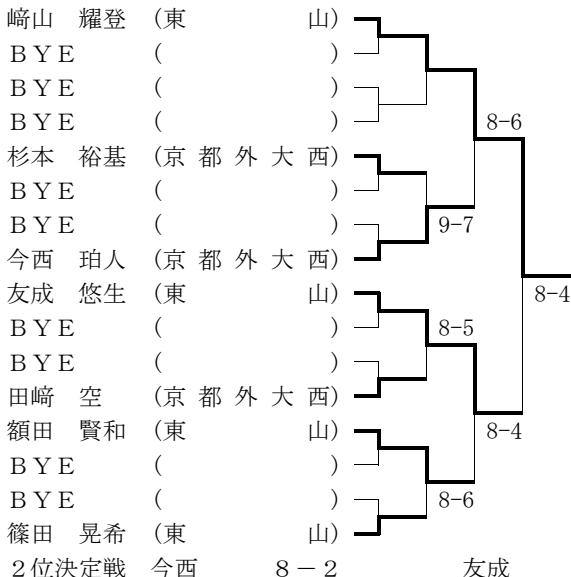 﨑山　耀登　(東　　　　山)
ＢＹＥ　　　(　　　　　　)
ＢＹＥ　　　(　　　　　　)
ＢＹＥ　　　(　　　　　　)　8-6
杉本　裕基　(京 都 外 大 西)
ＢＹＥ　　　(　　　　　　)
ＢＹＥ　　　(　　　　　　)　9-7
今西　珀人　(京 都 外 大 西)
友成　悠生　(東　　　　山)　8-4
ＢＹＥ　　　(　　　　　　)　8-5
ＢＹＥ　　　(　　　　　　)
田﨑　空　(京 都 外 大 西)
額田　賢和　(東　　　　山)　8-4
ＢＹＥ　　　(　　　　　　)
ＢＹＥ　　　(　　　　　　)　8-6
篠田　晃希　(東　　　　山)
２位決定戦　今西　８－２　友成